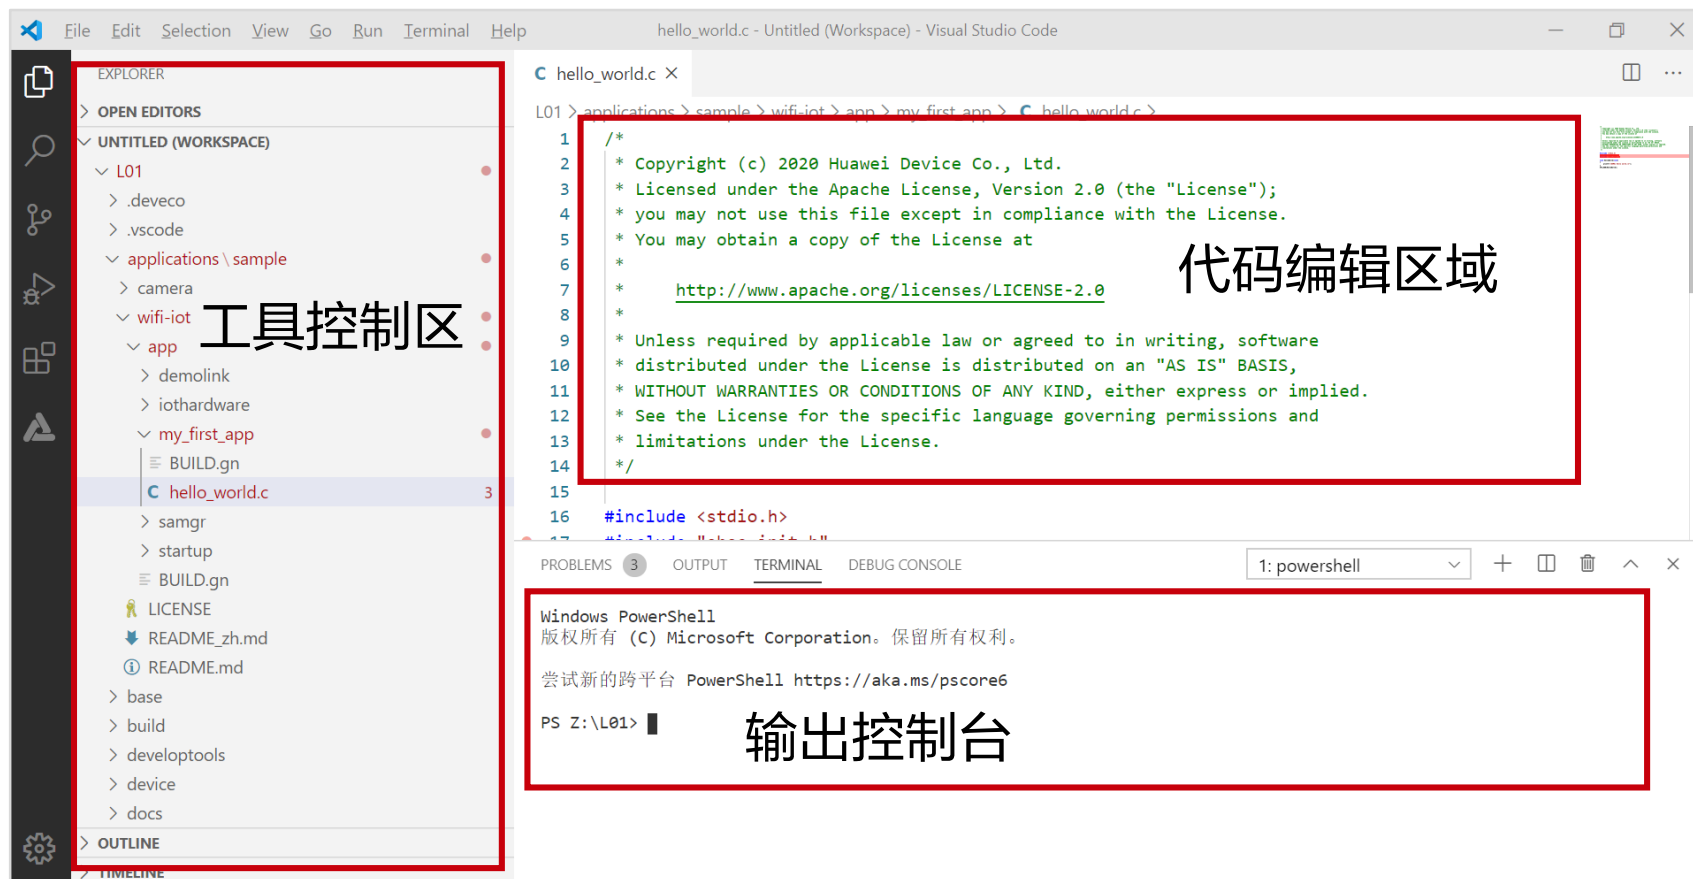 File Edit Selection View Go Run Terminal Help
hello_world.c - Untitled (Workspace) - Visual Studio Code
EXPLORER
OPEN EDITORS
UNTITLED (WORKSPACE)
L01
.deveco
.vscode
applications \ sample
camera
wifi-iot
app
demolink
iothardware
my_first_app
BUILD.gn
C hello_world.c 3
samgr
startup
BUILD.gn
LICENSE
README_zh.md
README.md
base
build
developtools
device
docs
OUTLINE
TIMELINE
工具控制区
C hello_world.c
L01 > applications > sample > wifi-iot > app > my_first_app > C hello_world.c >
1 /*
2 * Copyright (c) 2020 Huawei Device Co., Ltd.
3 * Licensed under the Apache License, Version 2.0 (the "License");
4 * you may not use this file except in compliance with the License.
5 * You may obtain a copy of the License at
6 *
7 * http://www.apache.org/licenses/LICENSE-2.0
8 *
9 * Unless required by applicable law or agreed to in writing, software
10 * distributed under the License is distributed on an "AS IS" BASIS,
11 * WITHOUT WARRANTIES OR CONDITIONS OF ANY KIND, either express or implied.
12 * See the License for the specific language governing permissions and
13 * limitations under the License.
14 */
15
16 #include <stdio.h>
17 #include "ohos_init.h"
代码编辑区域
PROBLEMS 3 OUTPUT TERMINAL DEBUG CONSOLE
1: powershell
Windows PowerShell
版权所有 (C) Microsoft Corporation。保留所有权利。
尝试新的跨平台 PowerShell https://aka.ms/pscore6
PS Z:\L01>
输出控制台